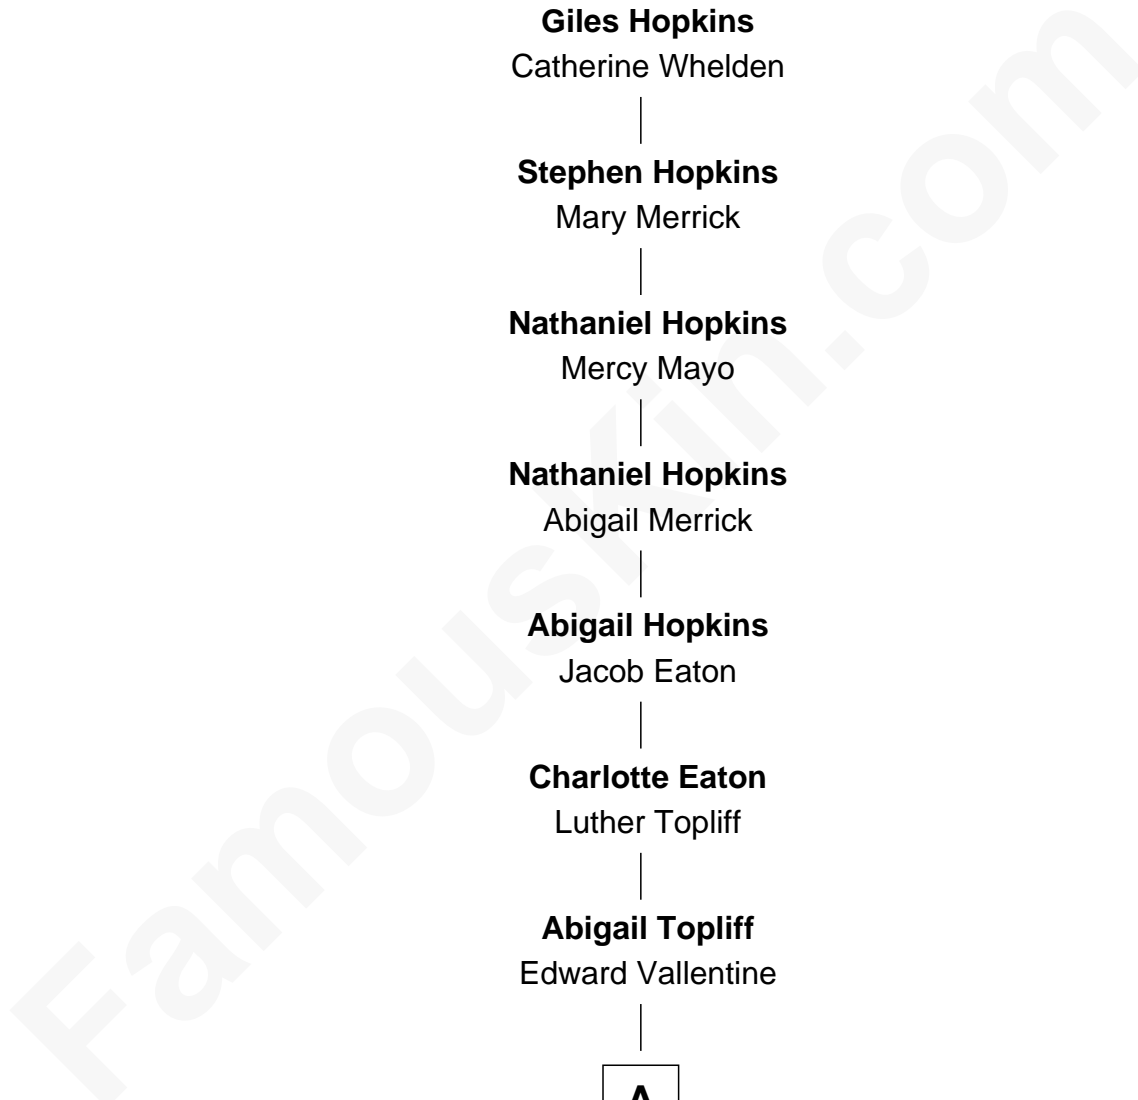 Giles Hopkins
Catherine Whelden
Stephen Hopkins
Mary Merrick
Nathaniel Hopkins
Mercy Mayo
Nathaniel Hopkins
Abigail Merrick
Abigail Hopkins
Jacob Eaton
Charlotte Eaton
Luther Topliff
Abigail Topliff
Edward Vallentine
A
FamousKin.com